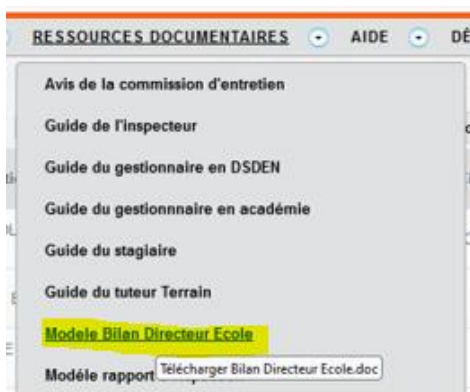 RESSOURCES DOCUMENTAIRES AIDE DÉ
Avis de la commission d'entretien
Guide de l'inspecteur
Guide du gestionnaire en DSDEN
Guide du gestionnnaire en académie
Guide du stagiaire
Guide du tuteur Terrain
Modele Bilan Directeur Ecole
Modéle rapport
Télécharger Bilan Directeur Ecole.doc